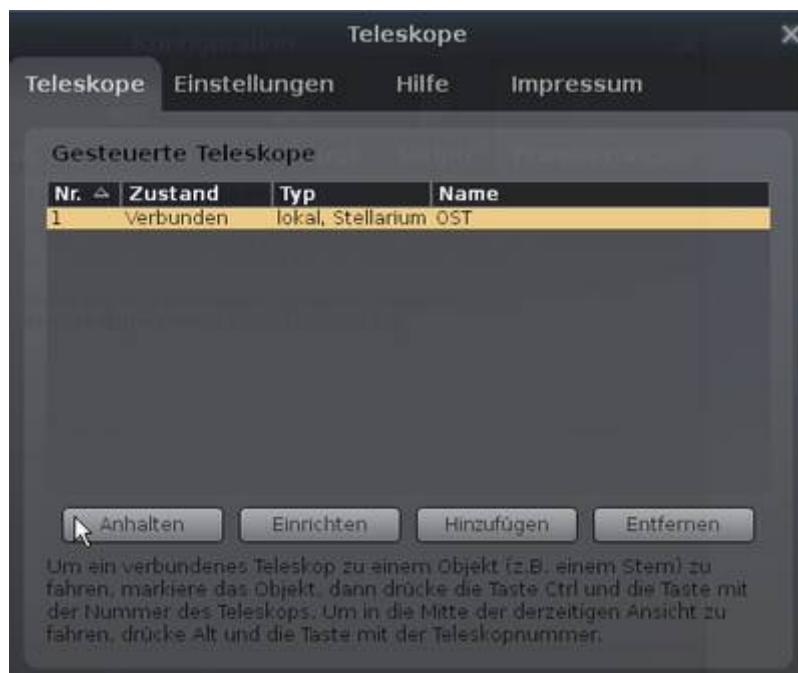 Teleskope
Teleskope Einstellungen Hilfe Impressum
Gesteuerte Teleskope
Nr. Zustand Typ Name
1 Verbunden lokal, Stellarium OST
Anhalten Einrichten Hinzufügen Entfernen
Um ein verbundenes Teleskop zu einem Objekt (z.B. einem Stern) zu
fahren, markiere das Objekt, dann drücke die Taste Ctrl und die Taste mit
der Nummer des Teleskops. Um in die Mitte der derzeitigen Ansicht zu
fahren, drücke Alt und die Taste mit der Teleskopnummer.